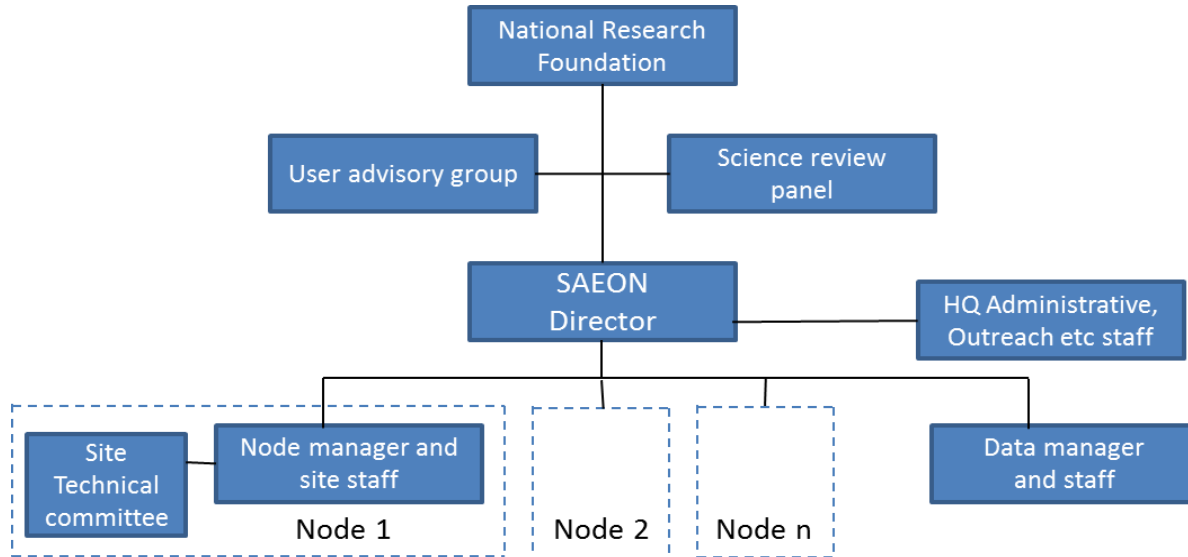 National Research
Foundation
User advisory group
Science review
panel
SAEON
Director
HQ Administrative,
Outreach etc staff
Site
Technical
committee
Node manager and
site staff
Node 1
Node 2
Node n
Data manager
and staff